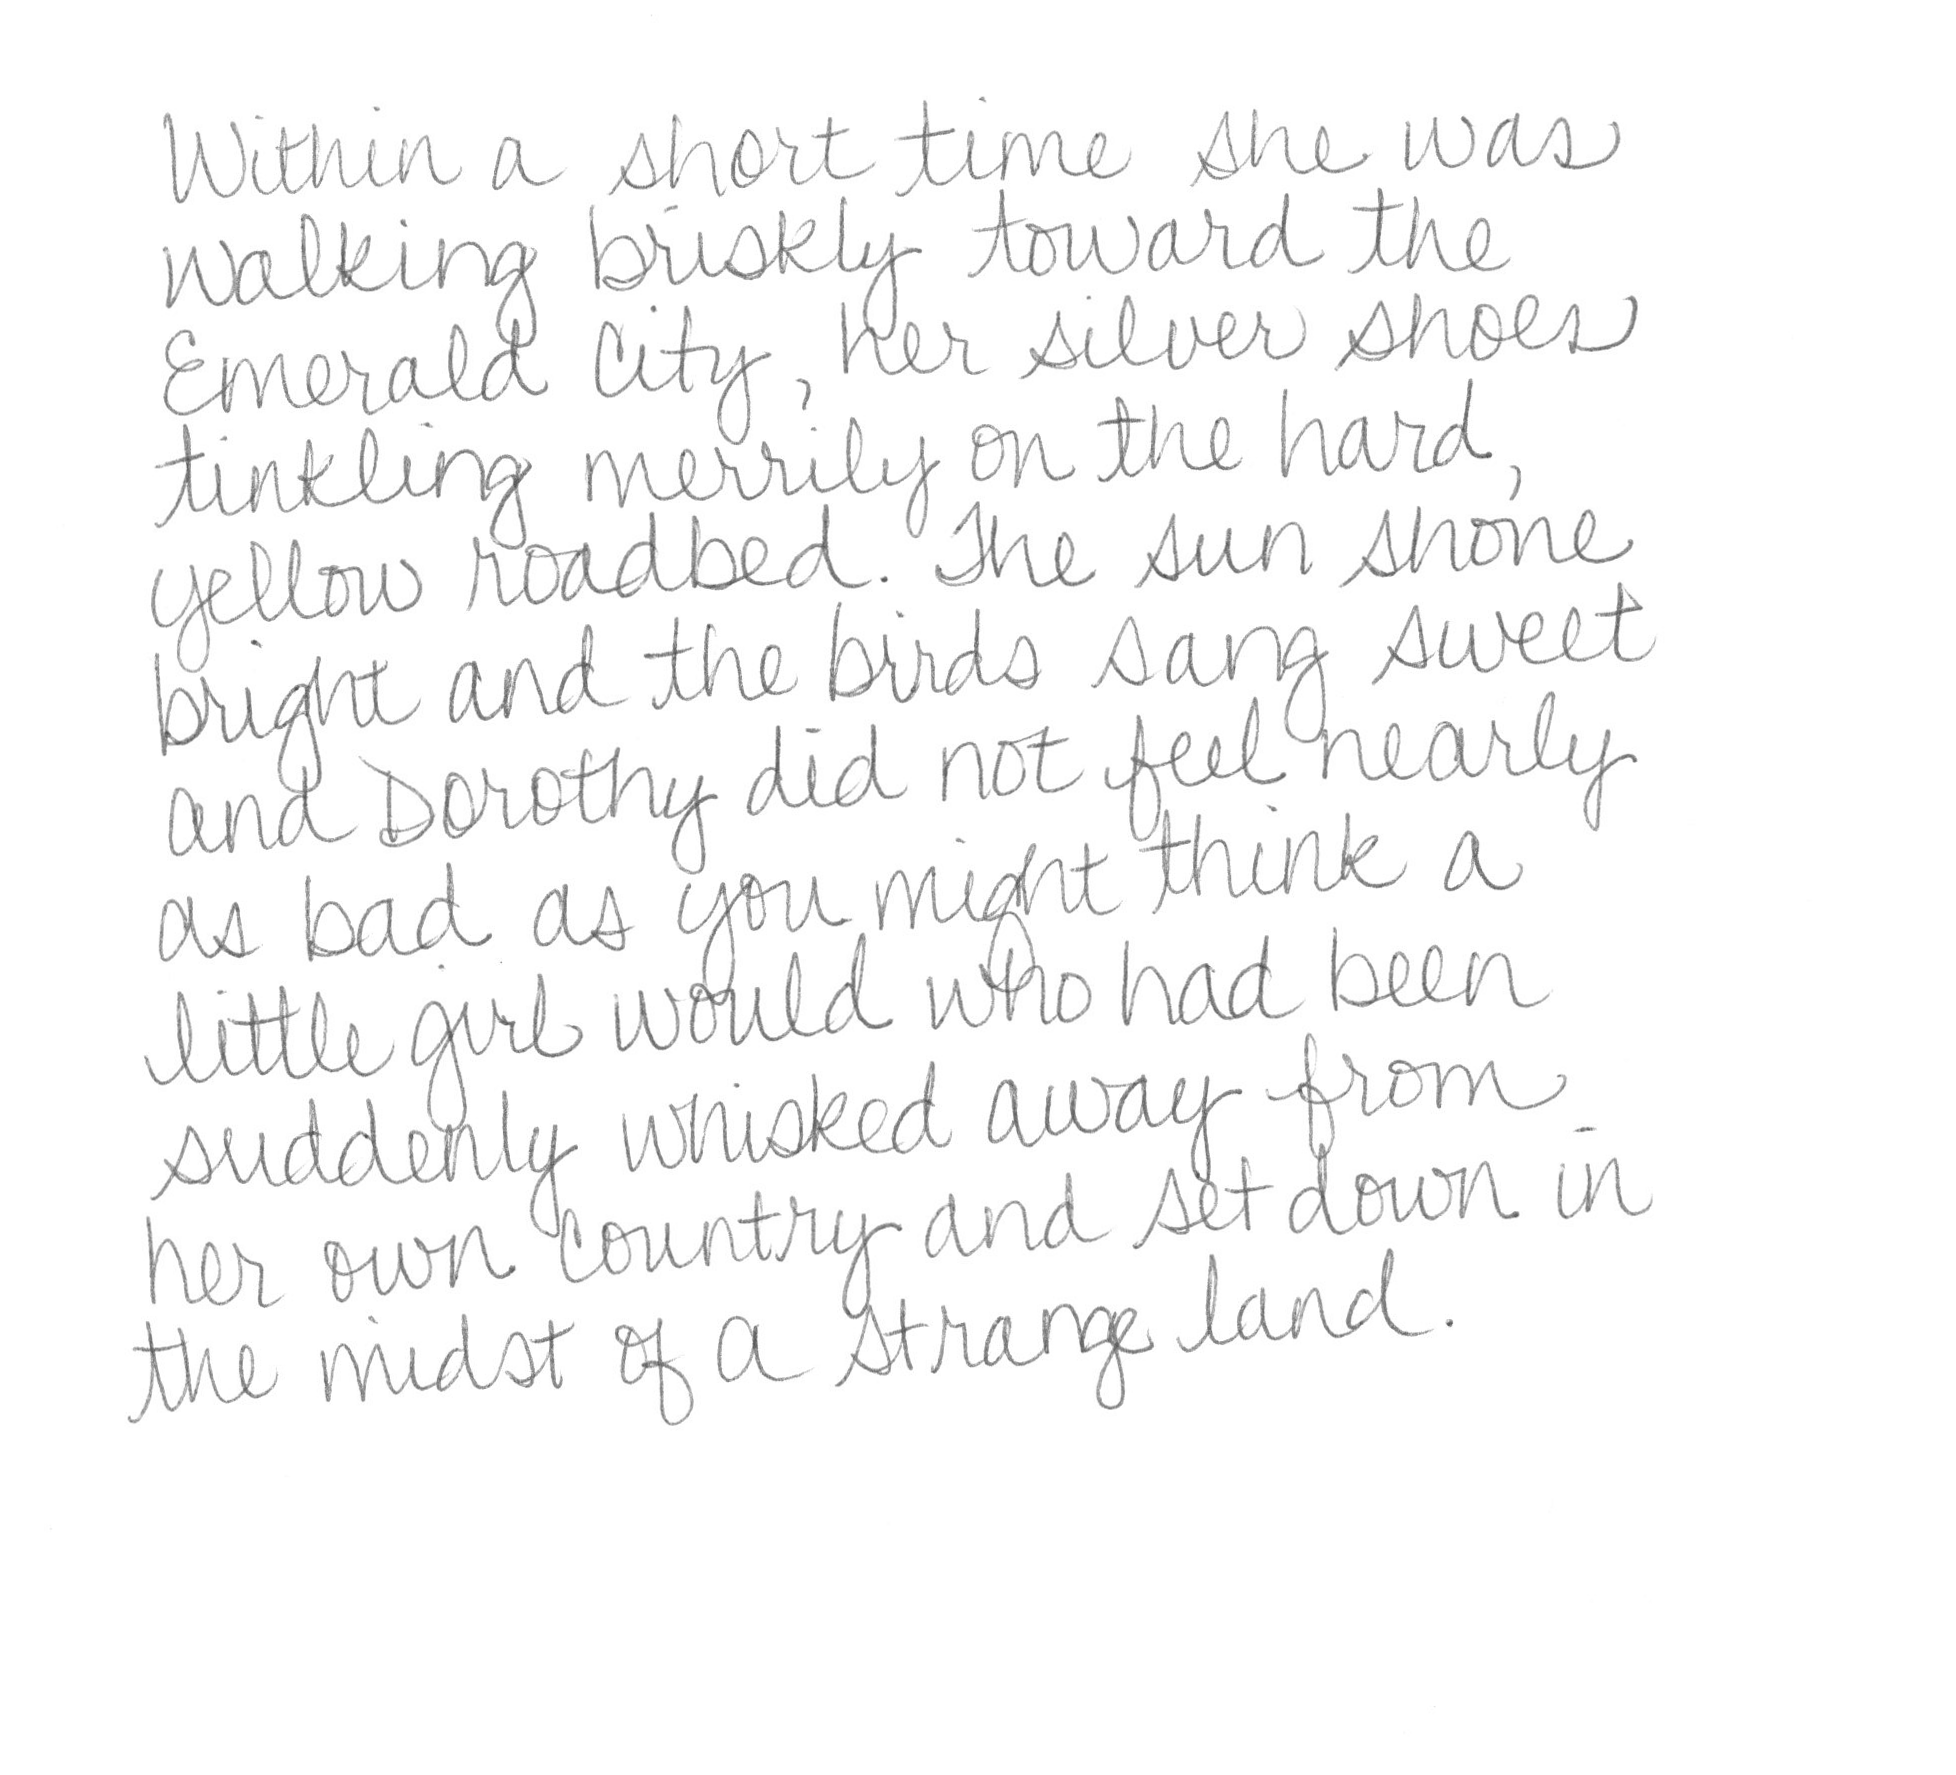 Within a short time she was
walking briskly toward the
Emerald City, her silver shoes
tinkling merrily on the hard,
yellow roadbed. The sun shone
bright and the birds sang sweet
and Dorothy did not feel nearly
as bad as you might think a
little girl would who had been
suddenly whisked away from
her own country and set down in
the midst of a strange land.